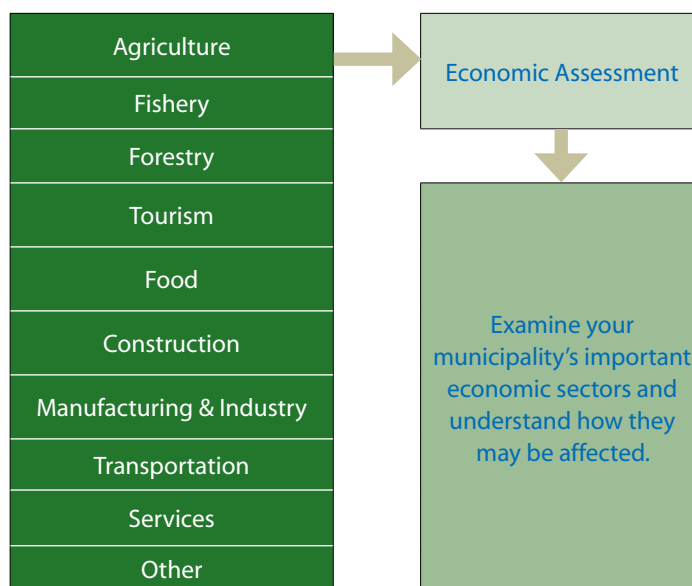 Agriculture
Fishery
Forestry
Tourism
Food
Construction
Manufacturing & Industry
Transportation
Services
Other
Economic Assessment
Examine your
municipality’s important
economic sectors and
understand how they
may be affected.